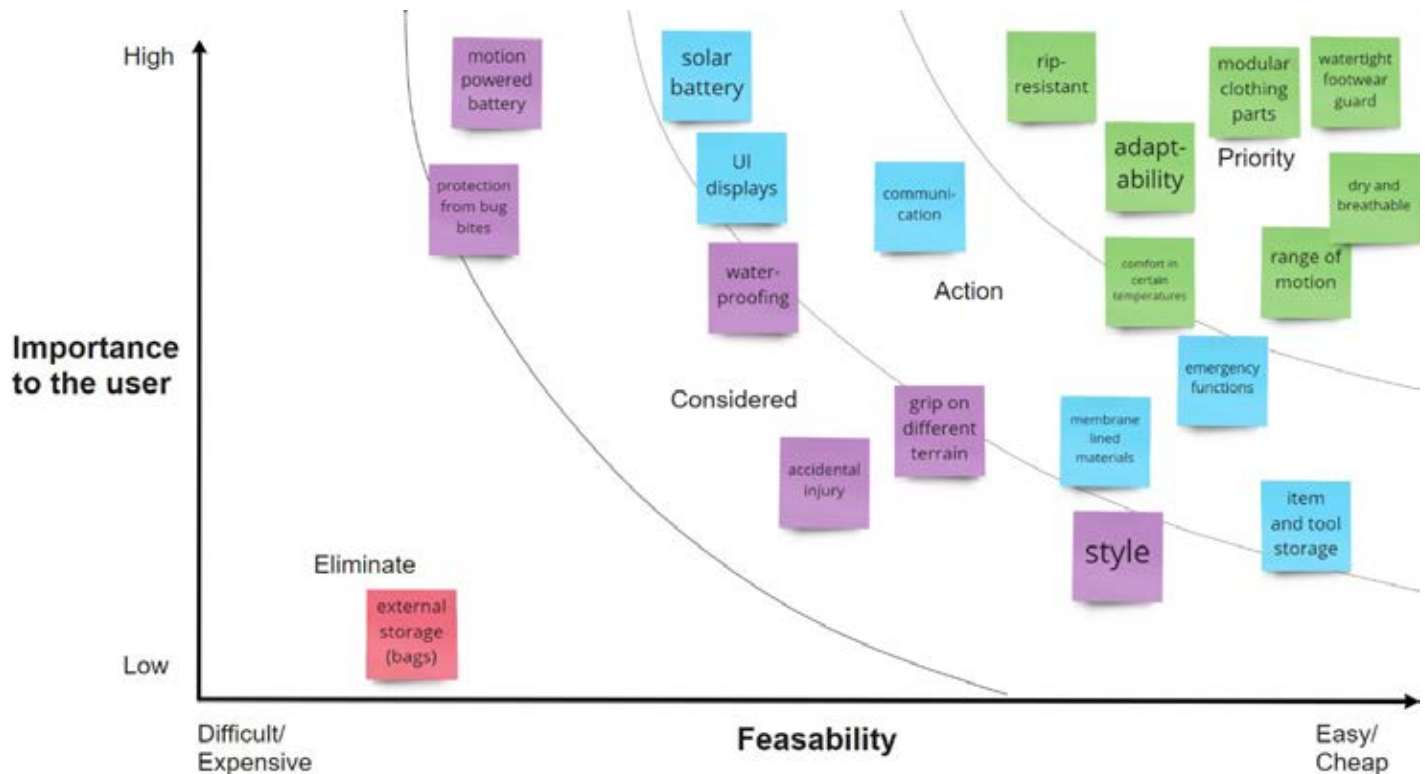 High
motion
powered
battery
solar
battery
rip-
resistant
modular
clothing
parts
watertight
footwear
guard
UI
displays
adapt-
ability
Priority
protection
from bug
bites
communi-
cation
dry and
breathable
water-
proofing
Action
comfort in
certain
temperatures
range of
motion
Importance
to the user
Considered
emergency
functions
grip on
different
terrain
membrane
lined
materials
accidental
injury
item
and tool
storage
style
Eliminate
external
storage
(bags)
Low
Difficult/
Expensive
Feasability
Easy/
Cheap